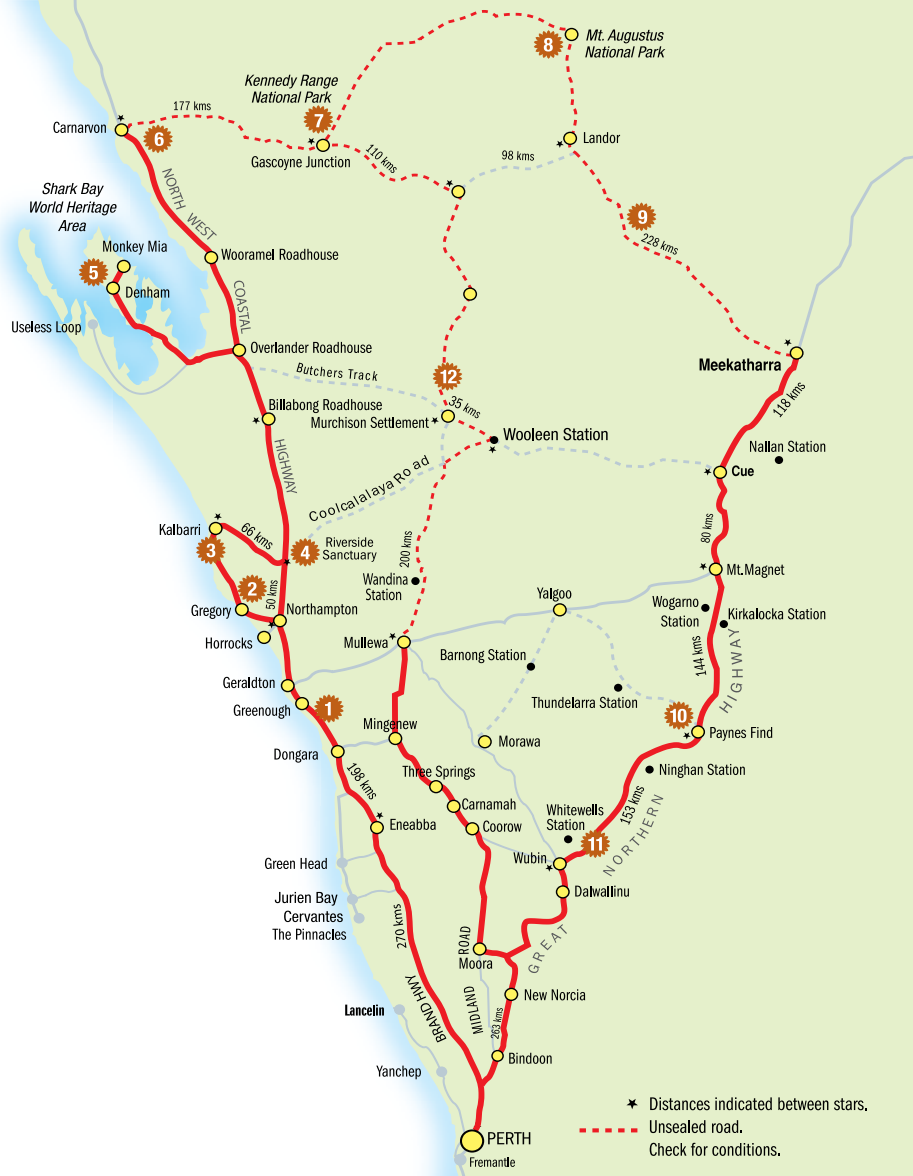 Mt. Augustus
National Park
8
Kennedy Range
National Park
7
177 kms
Carnarvon
6
Gascoyne Junction
110 kms
98 kms
Landor
NORTH WEST
Shark Bay
World Heritage
Area
Monkey Mia
5
Denham
Wooramel Roadhouse
9
228 kms
COASTAL
Useless Loop
Overlander Roadhouse
Butchers Track
Meekatharra
12
118 kms
35 kms
Billabong Roadhouse
Murchison Settlement
Wooleen Station
HIGHWAY
Nallan Station
Cue
Coolcalalaya Road
80 kms
Kalbarri
66 kms
3
4
Riverside
Sanctuary
200 kms
Wandina
Station
Mt.Magnet
2
50 kms
Gregory
Northampton
Yalgoo
Wogarno
Station
Kirkalocka Station
Horrocks
Mullewa
Barnong Station
144 kms
HIGHWAY
Geraldton
Thundelarra Station
Greenough
1
10
Mingenew
Morawa
Paynes Find
Dongara
198 kms
Three Springs
Ninghan Station
Carnamah
Whitewells
Station
153 kms
Eneabba
Coorow
11
NORTHERN
Green Head
Wubin
Dalwallinu
Jurien Bay
Cervantes
The Pinnacles
270 kms
ROAD
GREAT
Moora
New Norcia
MIDLAND
Lancelin
BRAND HWY
263 kms
Bindoon
Yanchep
Distances indicated between stars.
Unsealed road.
Check for conditions.
PERTH
Fremantle